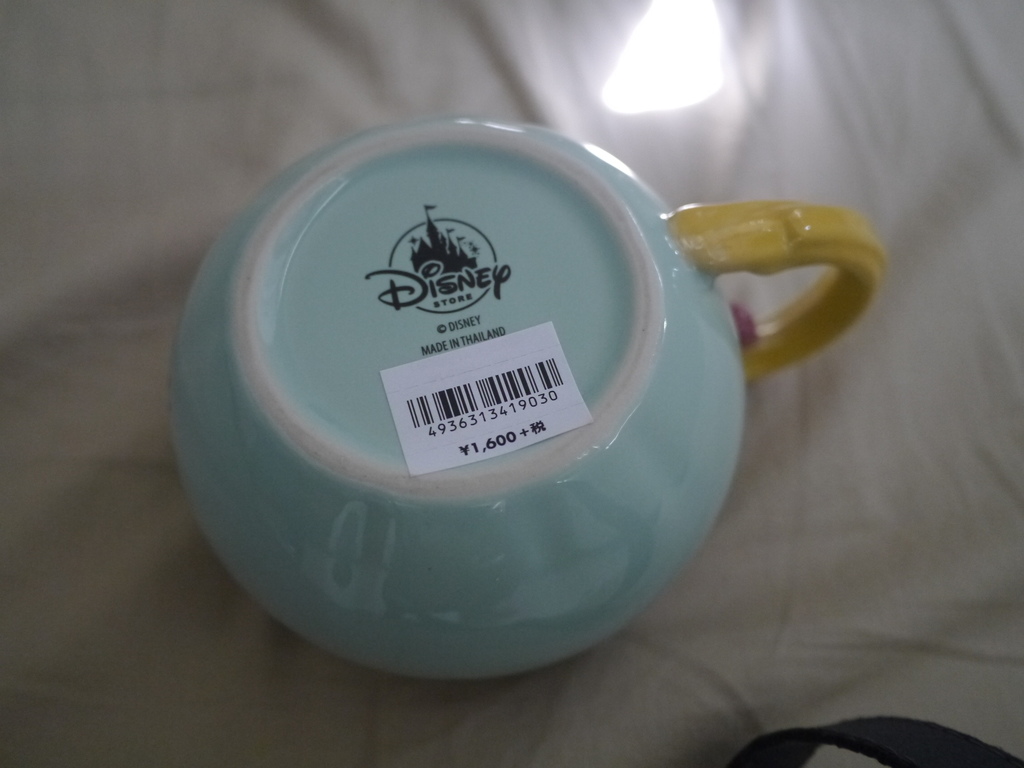 Disney
STORE
© DISNEY
MADE IN THAILAND
4936313419030
¥1,600+税